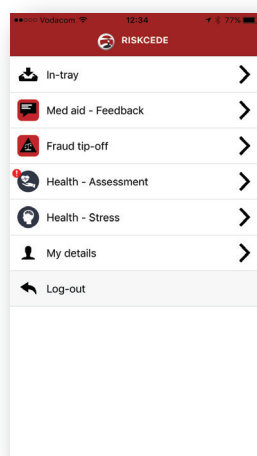 Vodacom 12:34 77%
RISKCEDE
In-tray
Med aid - Feedback
Fraud tip-off
Health - Assessment
Health - Stress
My details
Log-out